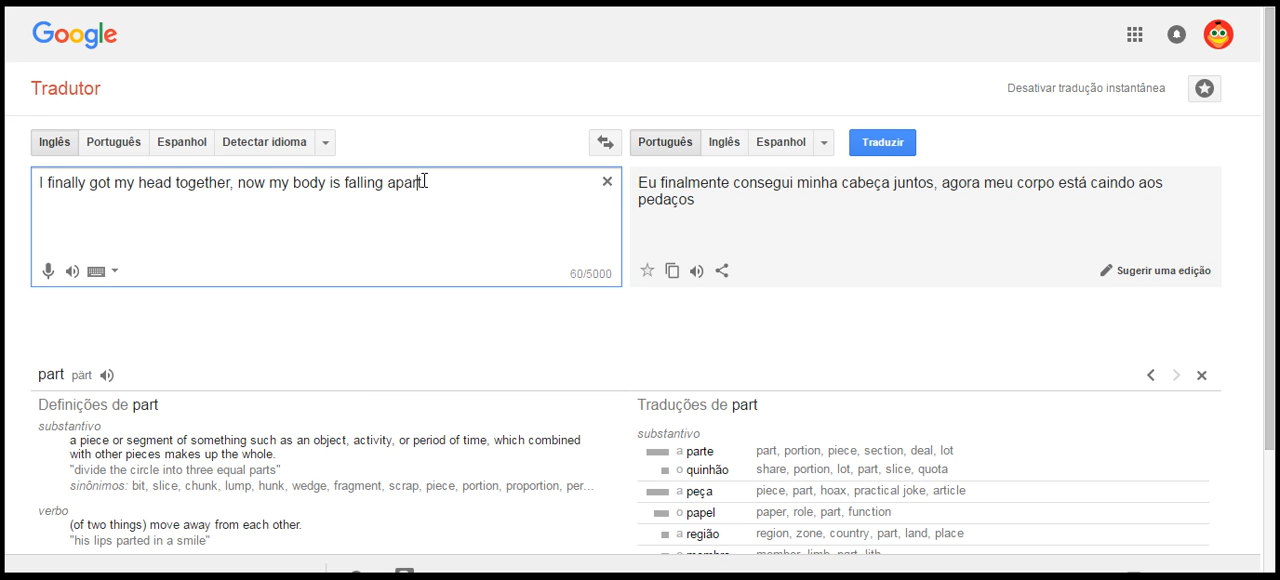 Google
Tradutor
Desativar tradução instantânea
Inglês Português Espanhol Detectar idioma
Português Inglês Espanhol Traduzir
I finally got my head together, now my body is falling apart
Eu finalmente consegui minha cabeça juntos, agora meu corpo está caindo aos
pedaços
60/5000
Sugerir uma edição
part pärt
Definições de part
substantivo
a piece or segment of something such as an object, activity, or period of time, which combined
with other pieces makes up the whole.
"divide the circle into three equal parts"
sinônimos: bit, slice, chunk, lump, hunk, wedge, fragment, scrap, piece, portion, proportion, per...
verbo
(of two things) move away from each other.
"his lips parted in a smile"
Traduções de part
substantivo
a parte part, portion, piece, section, deal, lot
o quinhão share, portion, lot, part, slice, quota
a peça piece, part, hoax, practical joke, article
o papel paper, role, part, function
a região region, zone, country, part, land, place
o membro member, limb, part, lith